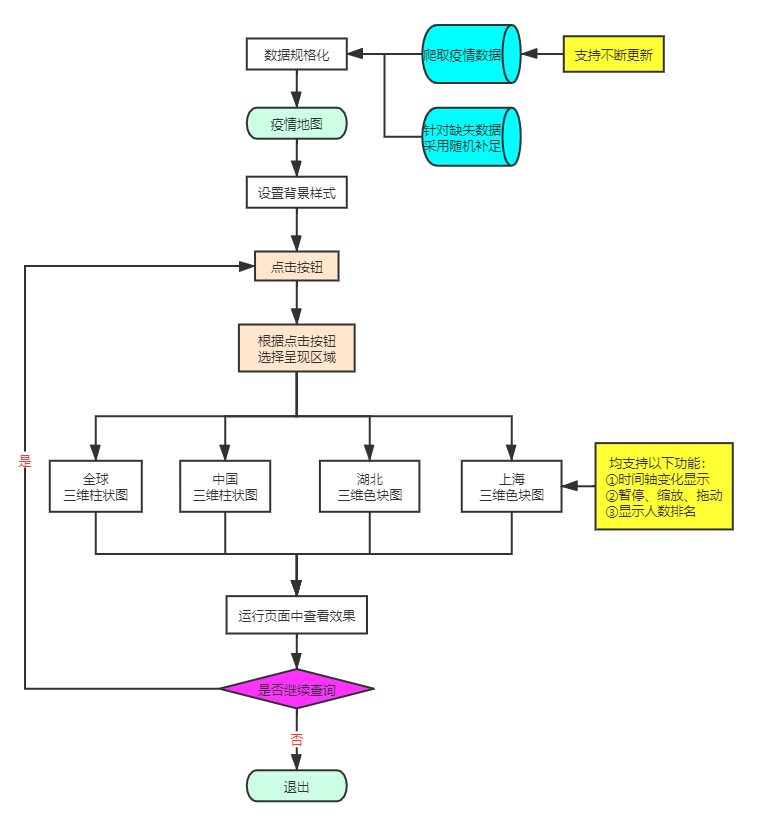 数据规格化
爬取疫情数据
支持不断更新
疫情地图
针对缺失数据
采用随机补足
设置背景样式
点击按钮
根据点击按钮
选择呈现区域
是
全球
三维柱状图
中国
三维柱状图
湖北
三维色块图
上海
三维色块图
均支持以下功能：
①时间轴变化显示
②暂停、缩放、拖动
③显示人数排名
运行页面中查看效果
是否继续查询
否
退出